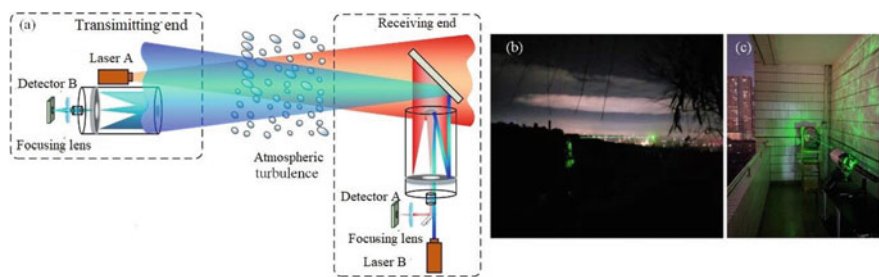 (a)
Transimitting end
Laser A
Detector B
Focusing lens
Atmospheric
turbulence
Receiving end
Detector A
Focusing lens
Laser B
(b)
(c)